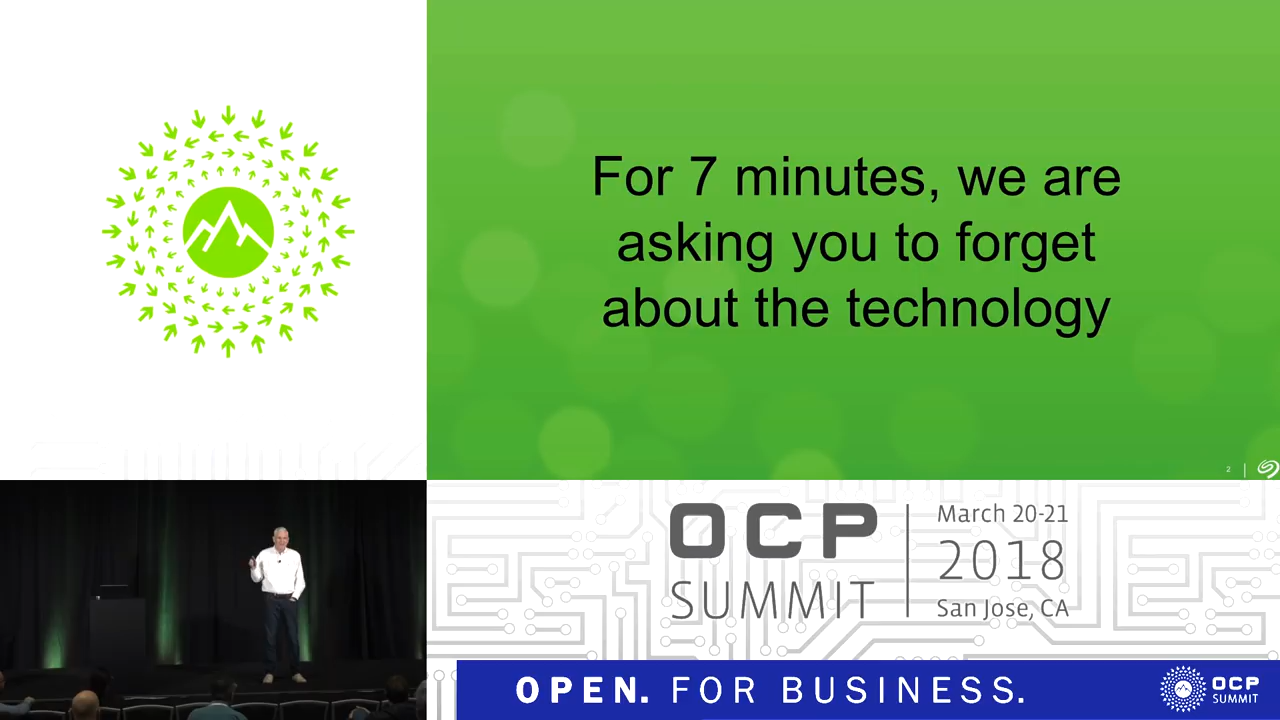 For 7 minutes, we are
asking you to forget
about the technology
2
OCP
SUMMIT
March 20-21
2018
San Jose, CA
OPEN. FOR BUSINESS.
OCP
SUMMIT